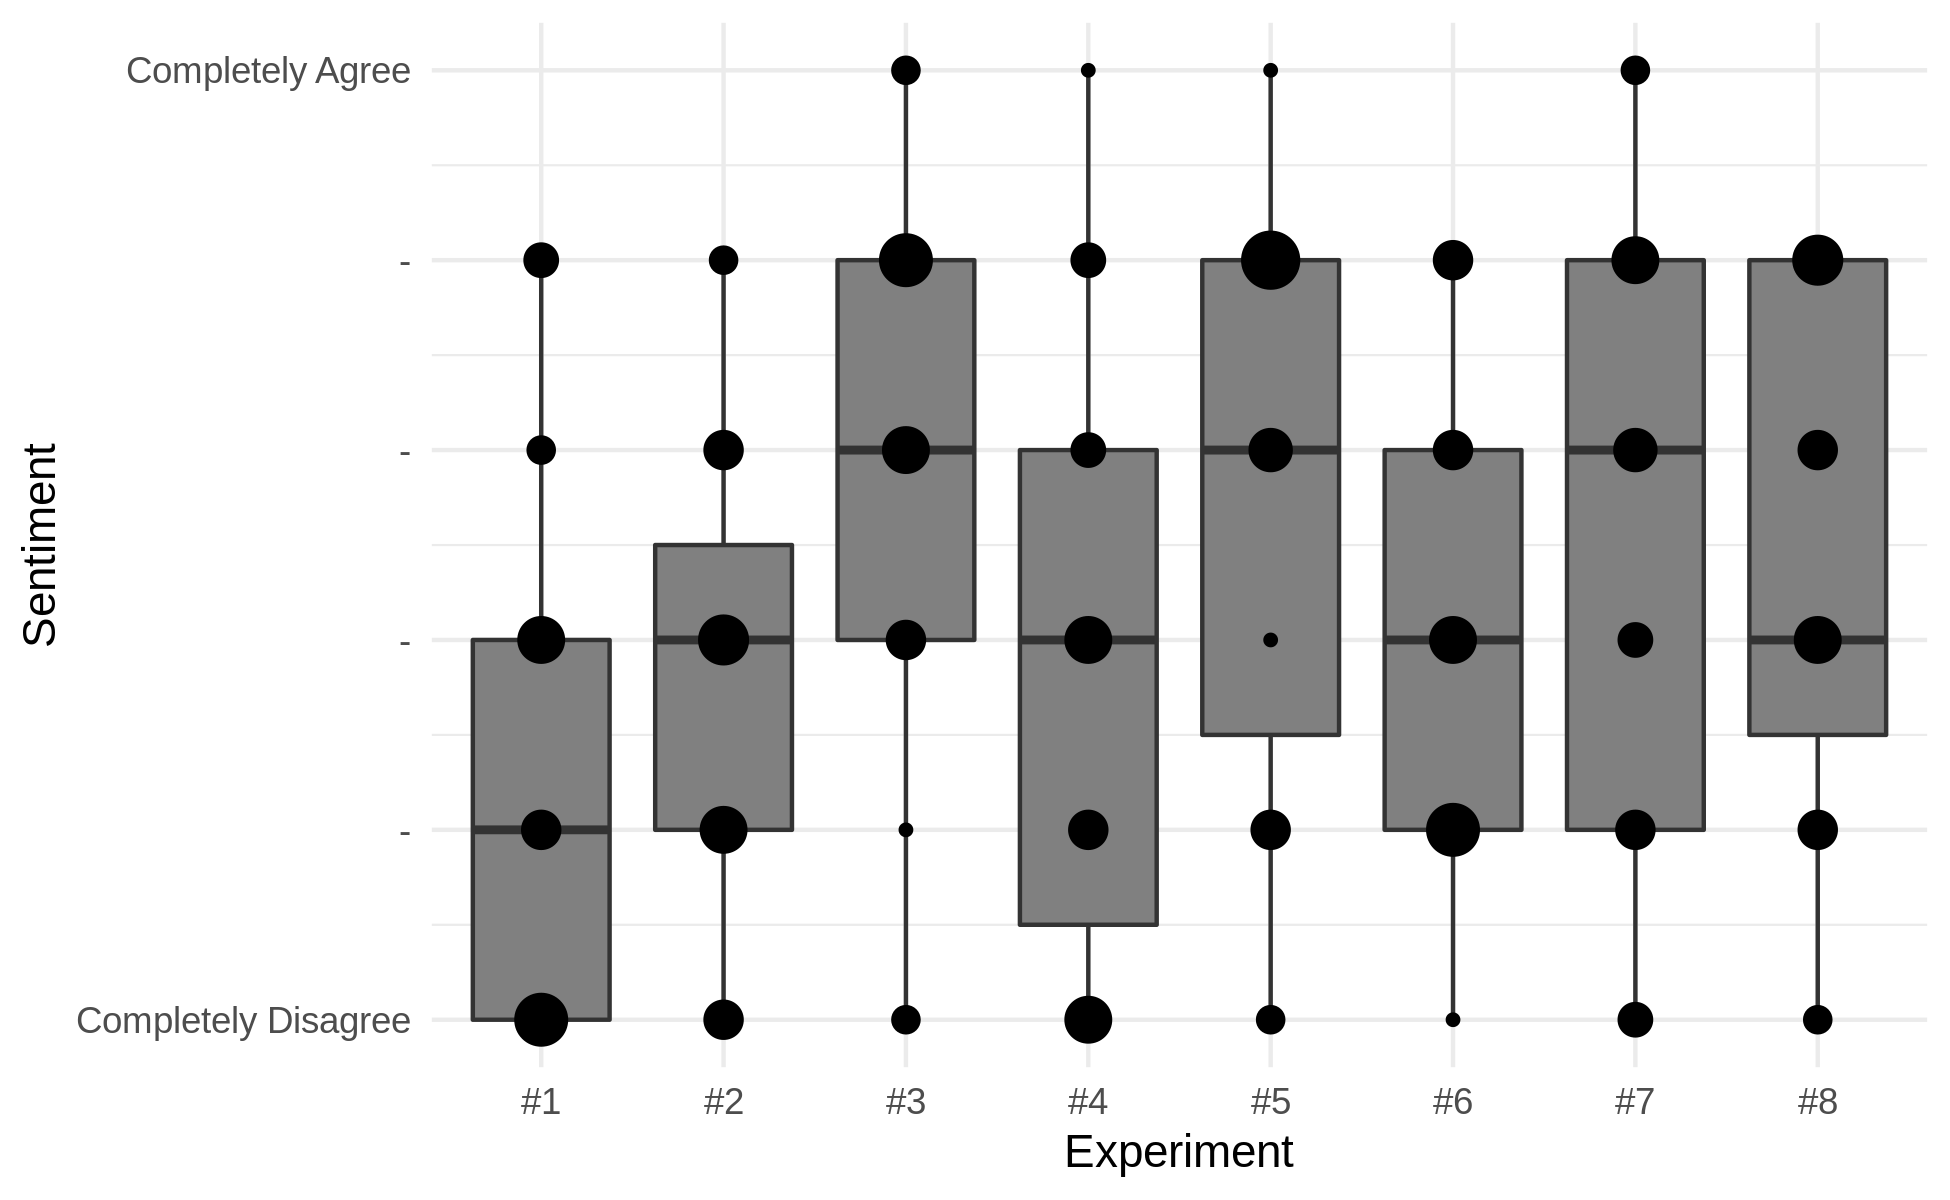 Completely Agree
-
-
-
-
Completely Disagree
Sentiment
#1 #2 #3 #4 #5 #6 #7 #8
Experiment